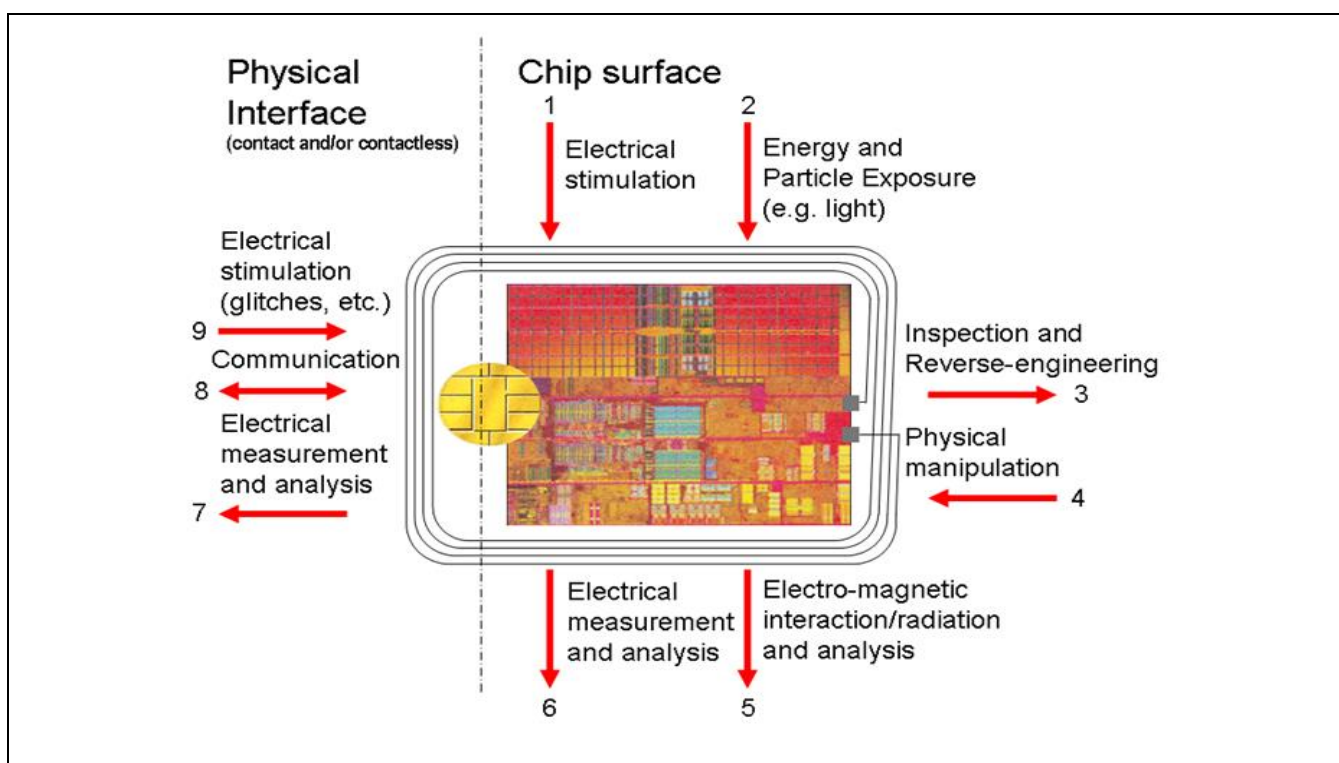 Physical
Interface
(contact and/or contactless)
Chip surface
1
2
Electrical
stimulation
Energy and
Particle Exposure
(e.g. light)
Electrical
stimulation
(glitches, etc.)
9
Communication
8
Electrical
measurement
and analysis
7
Inspection and
Reverse-engineering
3
Physical
manipulation
4
Electrical
measurement
and analysis
6
Electro-magnetic
interaction/radiation
and analysis
5